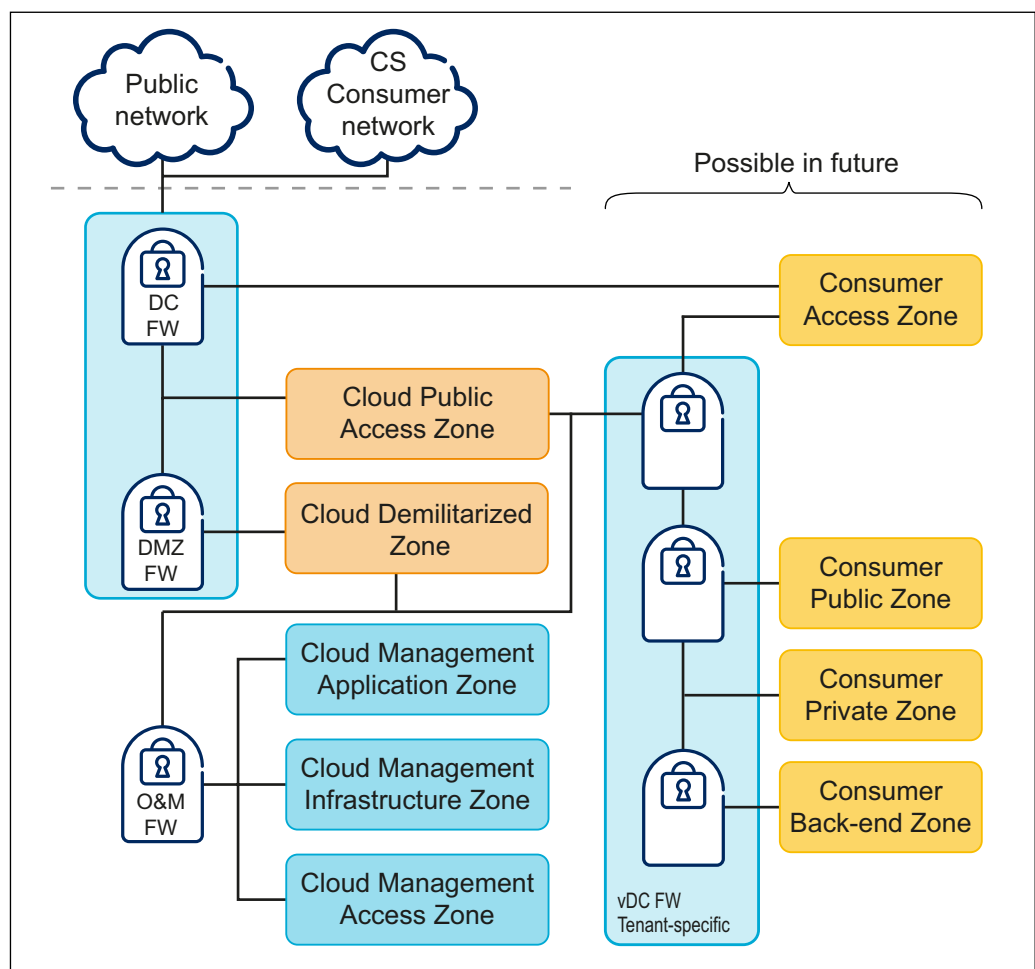 Public
network
CS
Consumer
network
Possible in future
DC
FW
Consumer
Access Zone
Cloud Public
Access Zone
DMZ
FW
Cloud Demilitarized
Zone
Consumer
Public Zone
Cloud Management
Application Zone
Consumer
Private Zone
O&M
FW
Cloud Management
Infrastructure Zone
Consumer
Back-end Zone
Cloud Management
Access Zone
vDC FW
Tenant-specific